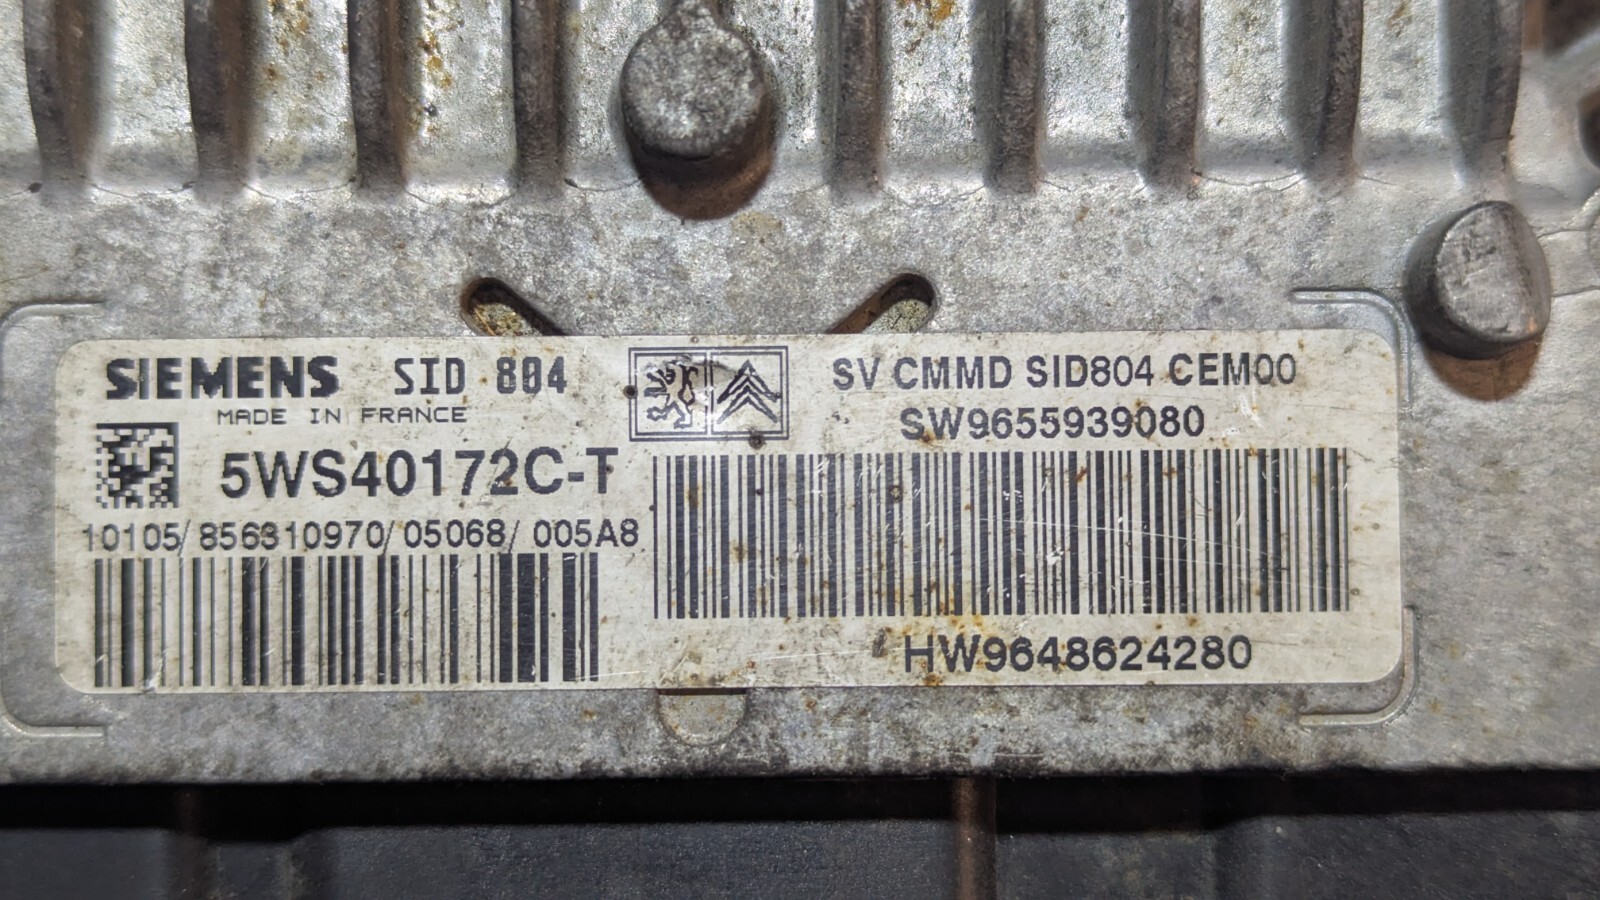 SIEMENS SID 804
MADE IN FRANCE
5WS40172C-T
10105/856310970/05068/005A8
SV CMMD SID804 CEM00
SW9655939080
HW9648624280